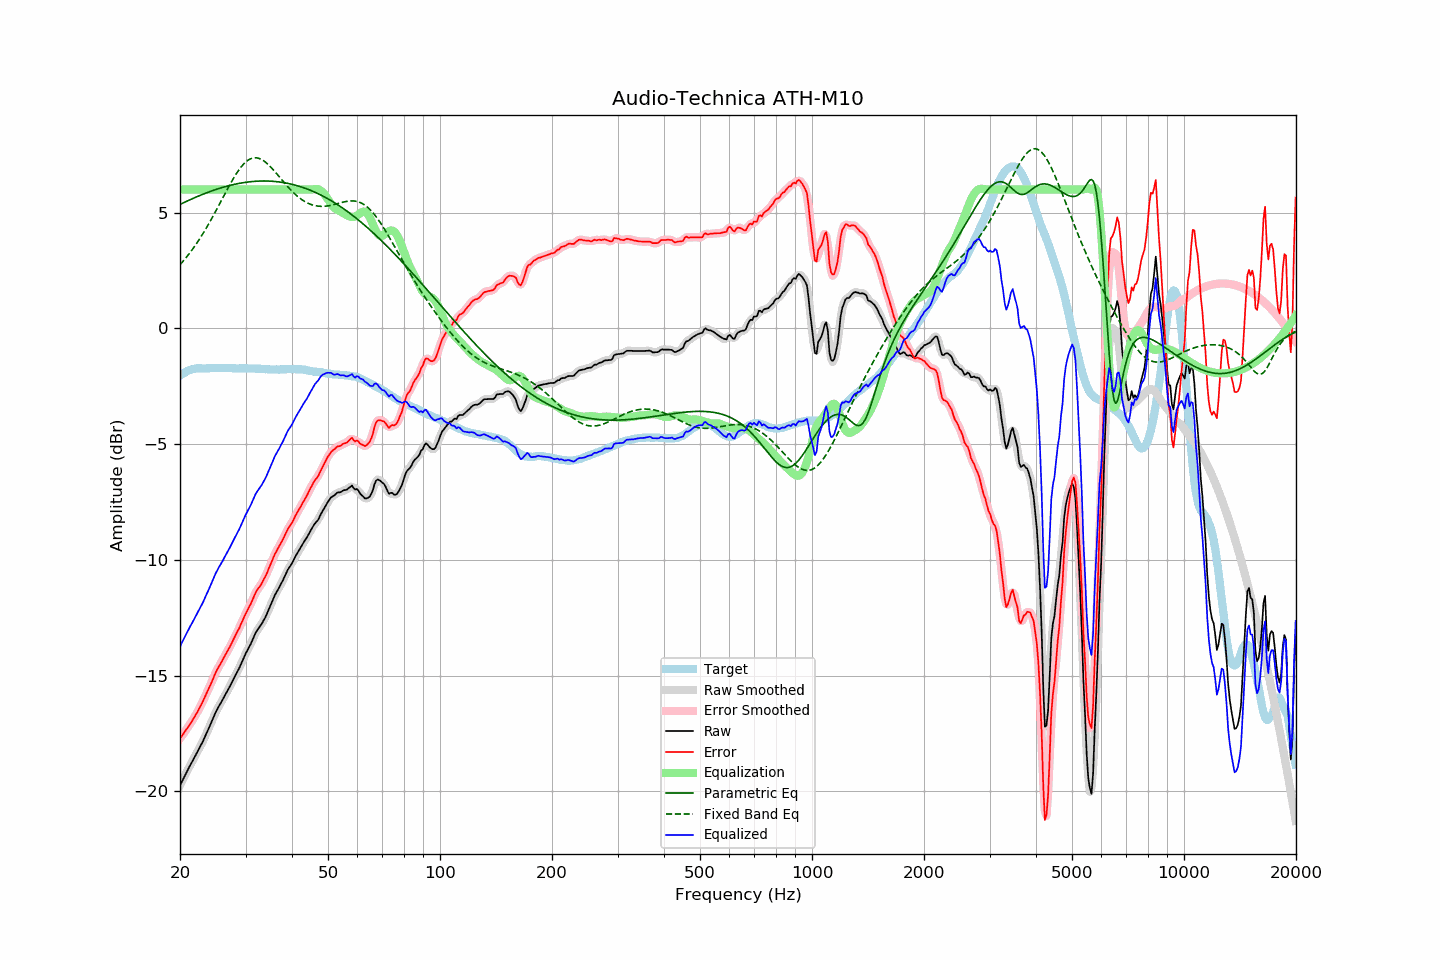 Audio-Technica ATH-M10
Amplitude (dBr)
5
0
−5
−10
−15
−20
Target
Raw Smoothed
Error Smoothed
Raw
Error
Equalization
Parametric Eq
Fixed Band Eq
Equalized
20 50 100 200 500 1000 2000 5000 10000 20000
Frequency (Hz)